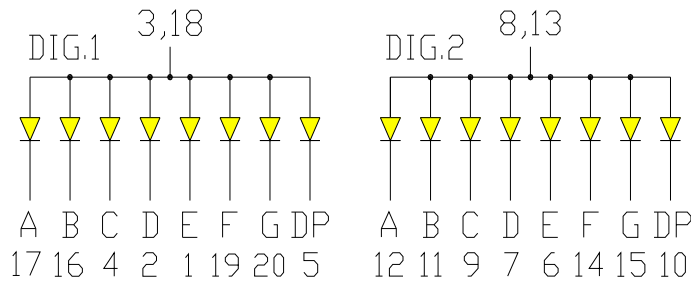 3,18 8,13
DIG.1 DIG.2
A B C D E F G DP A B C D E F G DP
17 16 4 2 1 19 20 5 12 11 9 7 6 14 15 10